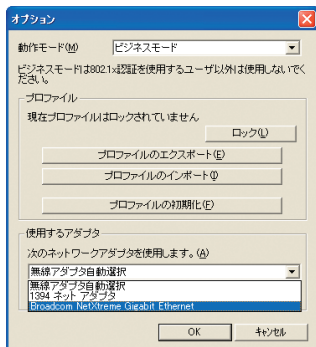 オプション
動作モード(M)
ビジネスモード
ビジネスモードは802.1x認証を使用するユーザ以外は使用しないでく
ださい。
プロファイル
現在プロファイルはロックされていません
ロック(L)
プロファイルのエクスポート(E)
プロファイルのインポート(I)
プロファイルの初期化(F)
使用するアダプタ
次のネットワークアダプタを使用します。(A)
無線アダプタ自動選択
無線アダプタ自動選択
1394 ネット アダプタ
Broadcom NetXtreme Gigabit Ethernet
OK
キャンセル